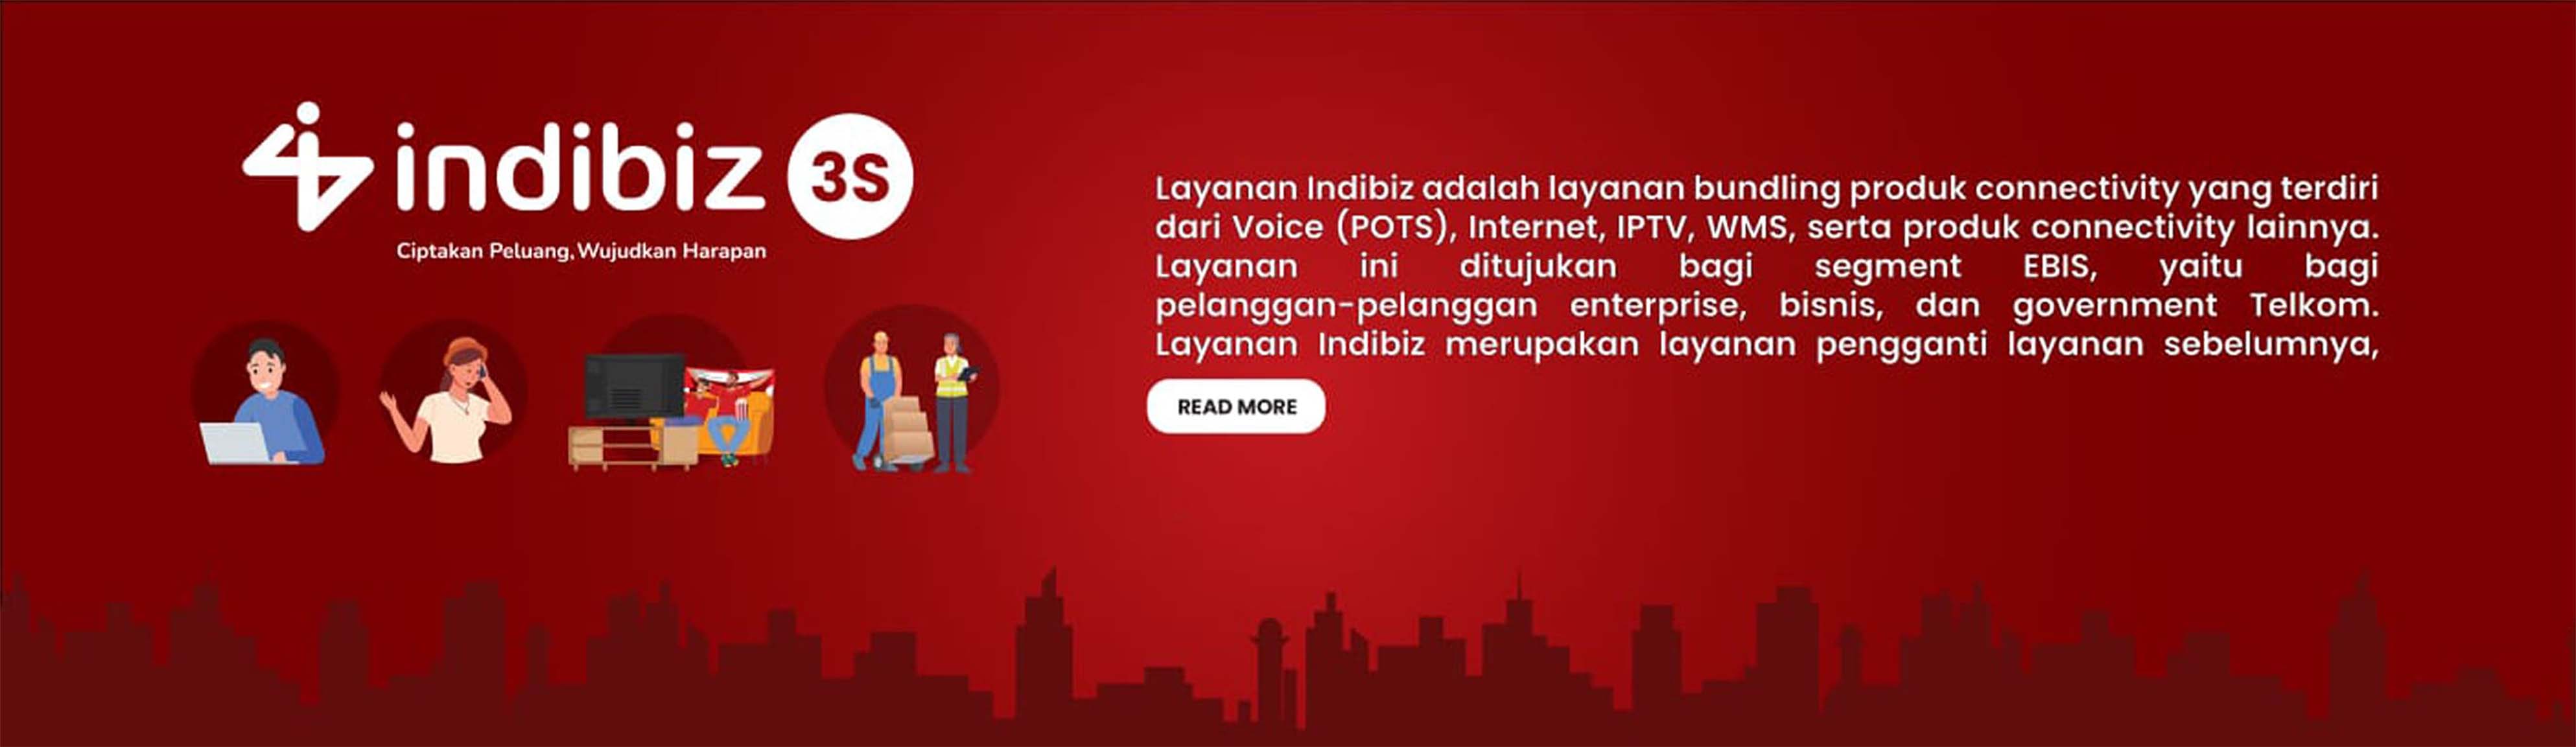 indibiz 3S
Ciptakan Peluang, Wujudkan Harapan
Layanan Indibiz adalah layanan bundling produk connectivity yang terdiri
dari Voice (POTS), Internet, IPTV, WMS, serta produk connectivity lainnya.
Layanan ini ditujukan bagi segment EBIS, yaitu bagi
pelanggan-pelanggan enterprise, bisnis, dan government Telkom.
Layanan Indibiz merupakan layanan pengganti layanan sebelumnya,
READ MORE